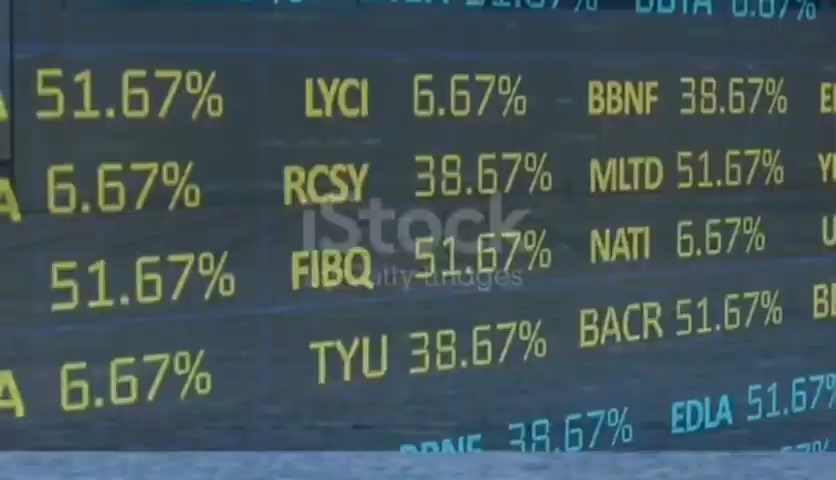 51.67% LYCI 6.67% BBNF 38.67%
6.67% RCSY 38.67% MLTD 51.67%
51.67% FIBQ 51.67% NATI 6.67%
6.67% TYU 38.67% BACR 51.67%
38.67% EDLA 51.67%
iStock